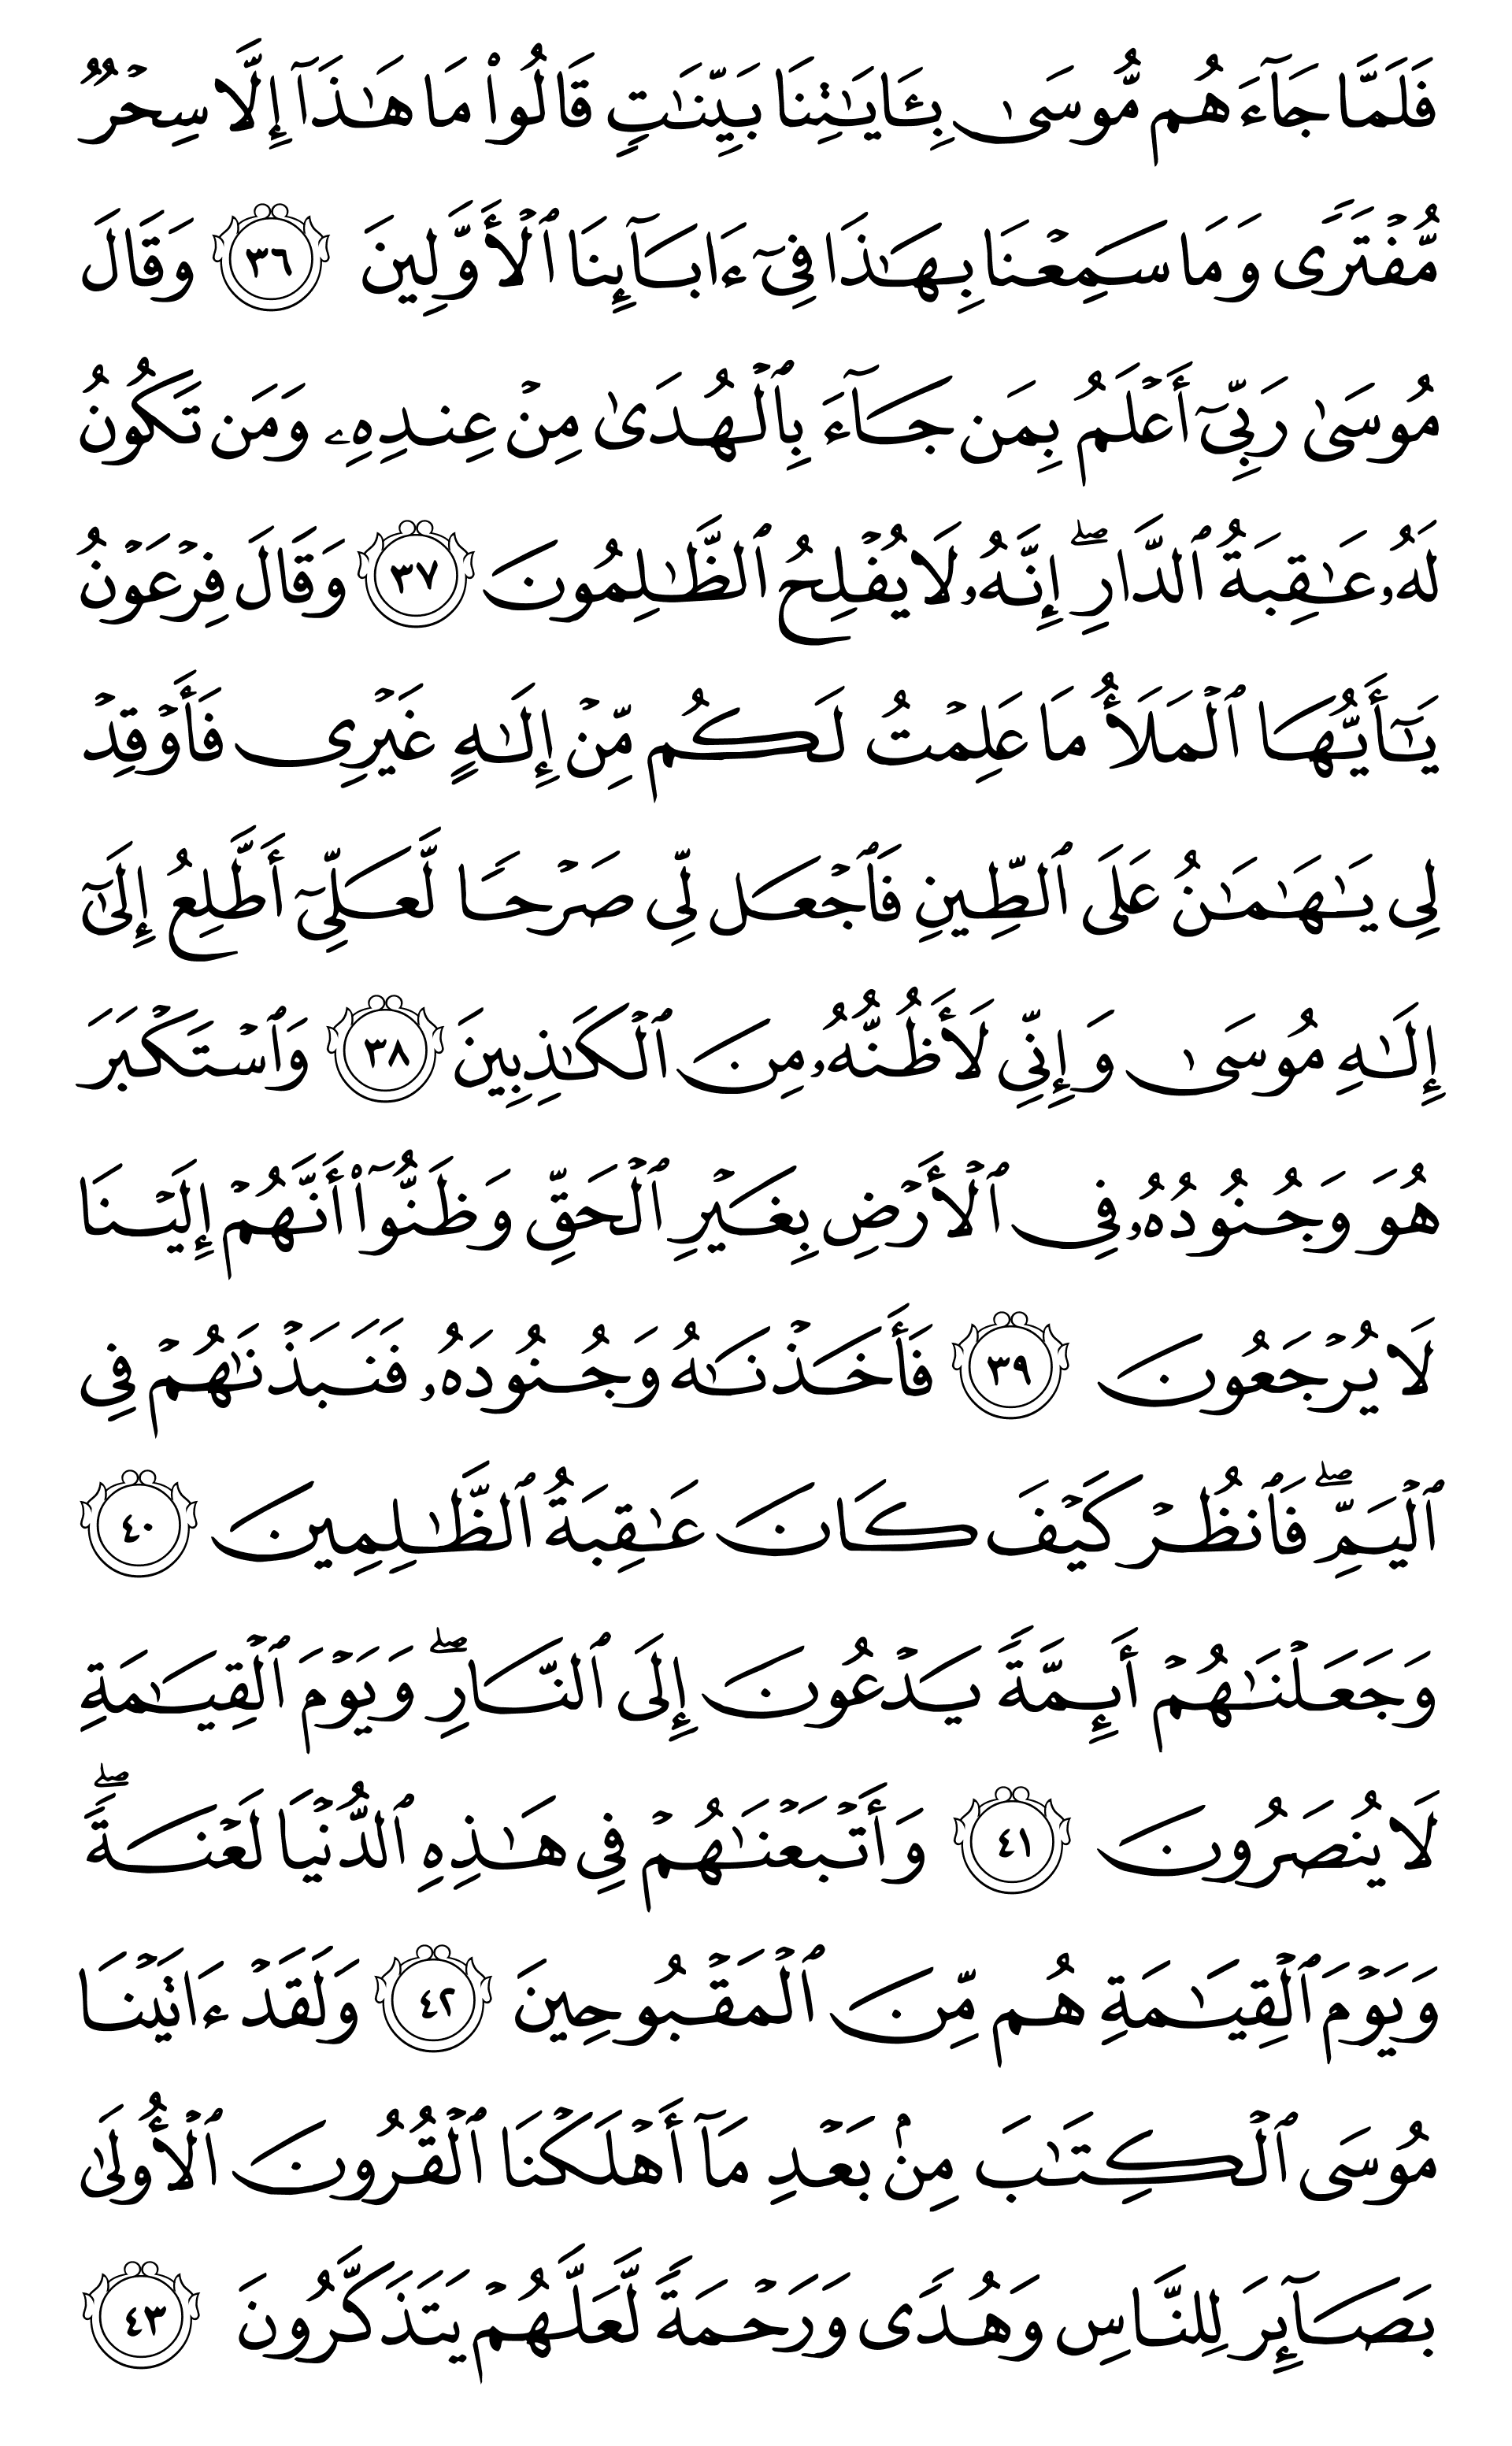 فَلَمَّا جَآءَهُم مُّوسَىٰ بِـَٔايَٰتِنَا بَيِّنَٰتٍ قَالُوا۟ مَا هَٰذَآ إِلَّا سِحْرٌ
مُّفْتَرًى وَمَا سَمِعْنَا بِهَٰذَا فِىٓ ءَابَآئِنَا ٱلْأَوَّلِينَ ٣٦ وَقَالَ
مُوسَىٰ رَبِّىٓ أَعْلَمُ بِمَن جَآءَ بِٱلْهُدَىٰ مِنْ عِندِهِۦ وَمَن تَكُونُ
لَهُۥ عَٰقِبَةُ ٱلدَّارِ ۖ إِنَّهُۥ لَا يُفْلِحُ ٱلظَّٰلِمُونَ ٣٧ وَقَالَ فِرْعَوْنُ
يَٰٓأَيُّهَا ٱلْمَلَأُ مَا عَلِمْتُ لَكُم مِّنْ إِلَٰهٍ غَيْرِى فَأَوْقِدْ
لِى يَٰهَٰمَٰنُ عَلَى ٱلطِّينِ فَٱجْعَل لِّى صَرْحًا لَّعَلِّىٓ أَطَّلِعُ إِلَىٰٓ
إِلَٰهِ مُوسَىٰ وَإِنِّى لَأَظُنُّهُۥ مِنَ ٱلْكَٰذِبِينَ ٣٨ وَٱسْتَكْبَرَ
هُوَ وَجُنُودُهُۥ فِى ٱلْأَرْضِ بِغَيْرِ ٱلْحَقِّ وَظَنُّوٓا۟ أَنَّهُمْ إِلَيْنَا
لَا يُرْجَعُونَ ٣٩ فَأَخَذْنَٰهُ وَجُنُودَهُۥ فَنَبَذْنَٰهُمْ فِى
ٱلْيَمِّ ۖ فَٱنظُرْ كَيْفَ كَانَ عَٰقِبَةُ ٱلظَّٰلِمِينَ ٤٠
وَجَعَلْنَٰهُمْ أَئِمَّةً يَدْعُونَ إِلَى ٱلنَّارِ ۖ وَيَوْمَ ٱلْقِيَٰمَةِ
لَا يُنصَرُونَ ٤١ وَأَتْبَعْنَٰهُمْ فِى هَٰذِهِ ٱلدُّنْيَا لَعْنَةً ۖ
وَيَوْمَ ٱلْقِيَٰمَةِ هُم مِّنَ ٱلْمَقْبُوحِينَ ٤٢ وَلَقَدْ ءَاتَيْنَا
مُوسَى ٱلْكِتَٰبَ مِنۢ بَعْدِ مَآ أَهْلَكْنَا ٱلْقُرُونَ ٱلْأُولَىٰ
بَصَآئِرَ لِلنَّاسِ وَهُدًى وَرَحْمَةً لَّعَلَّهُمْ يَتَذَكَّرُونَ ٤٣